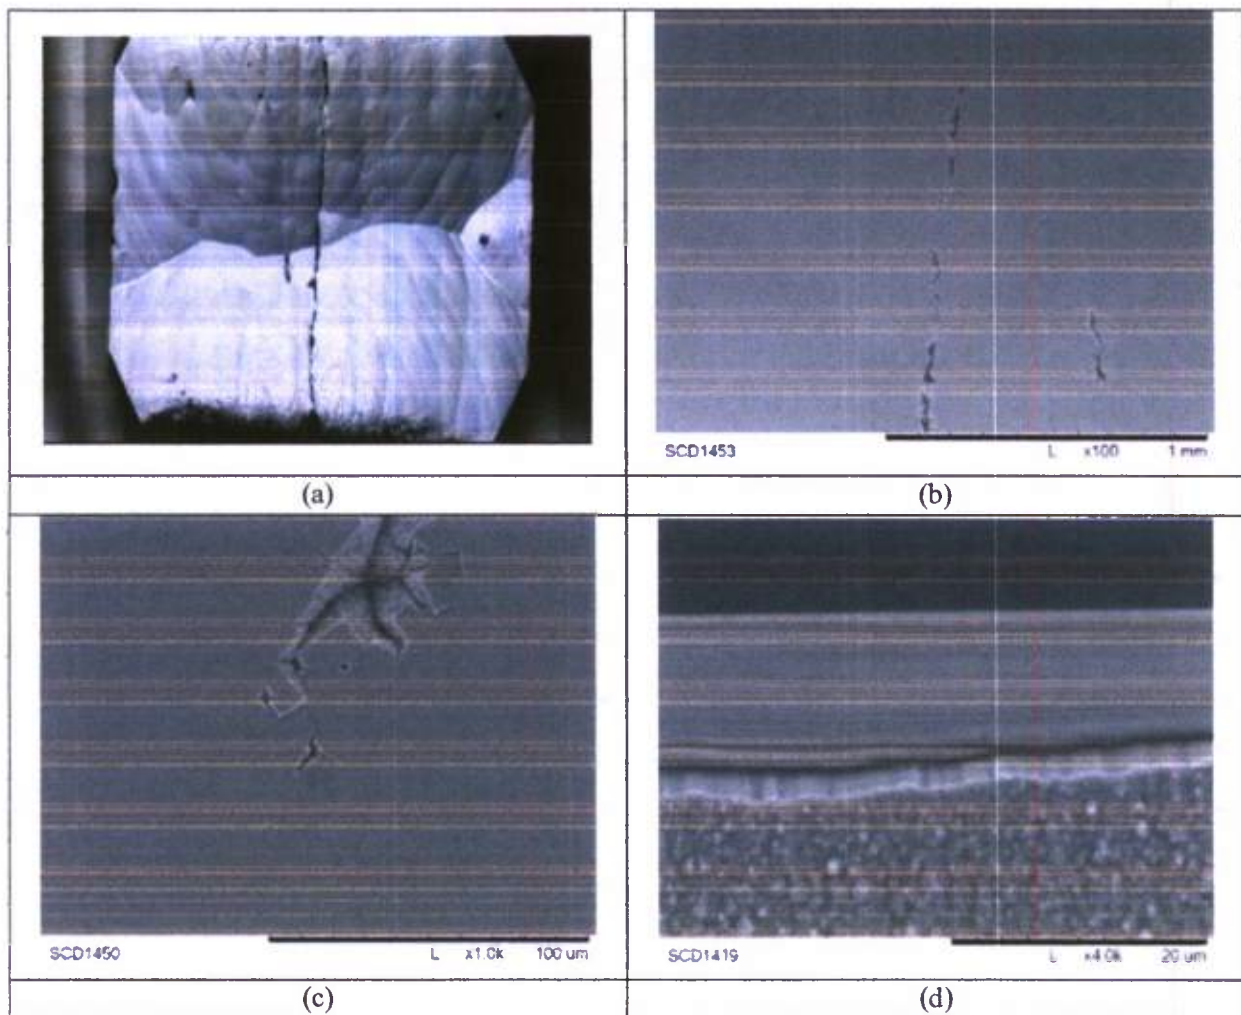 SCD1453 L x100 1 mm
(a) (b)
SCD1450 L x1.0k 100 um
SCD1419 L x4.0k 20 um
(c) (d)